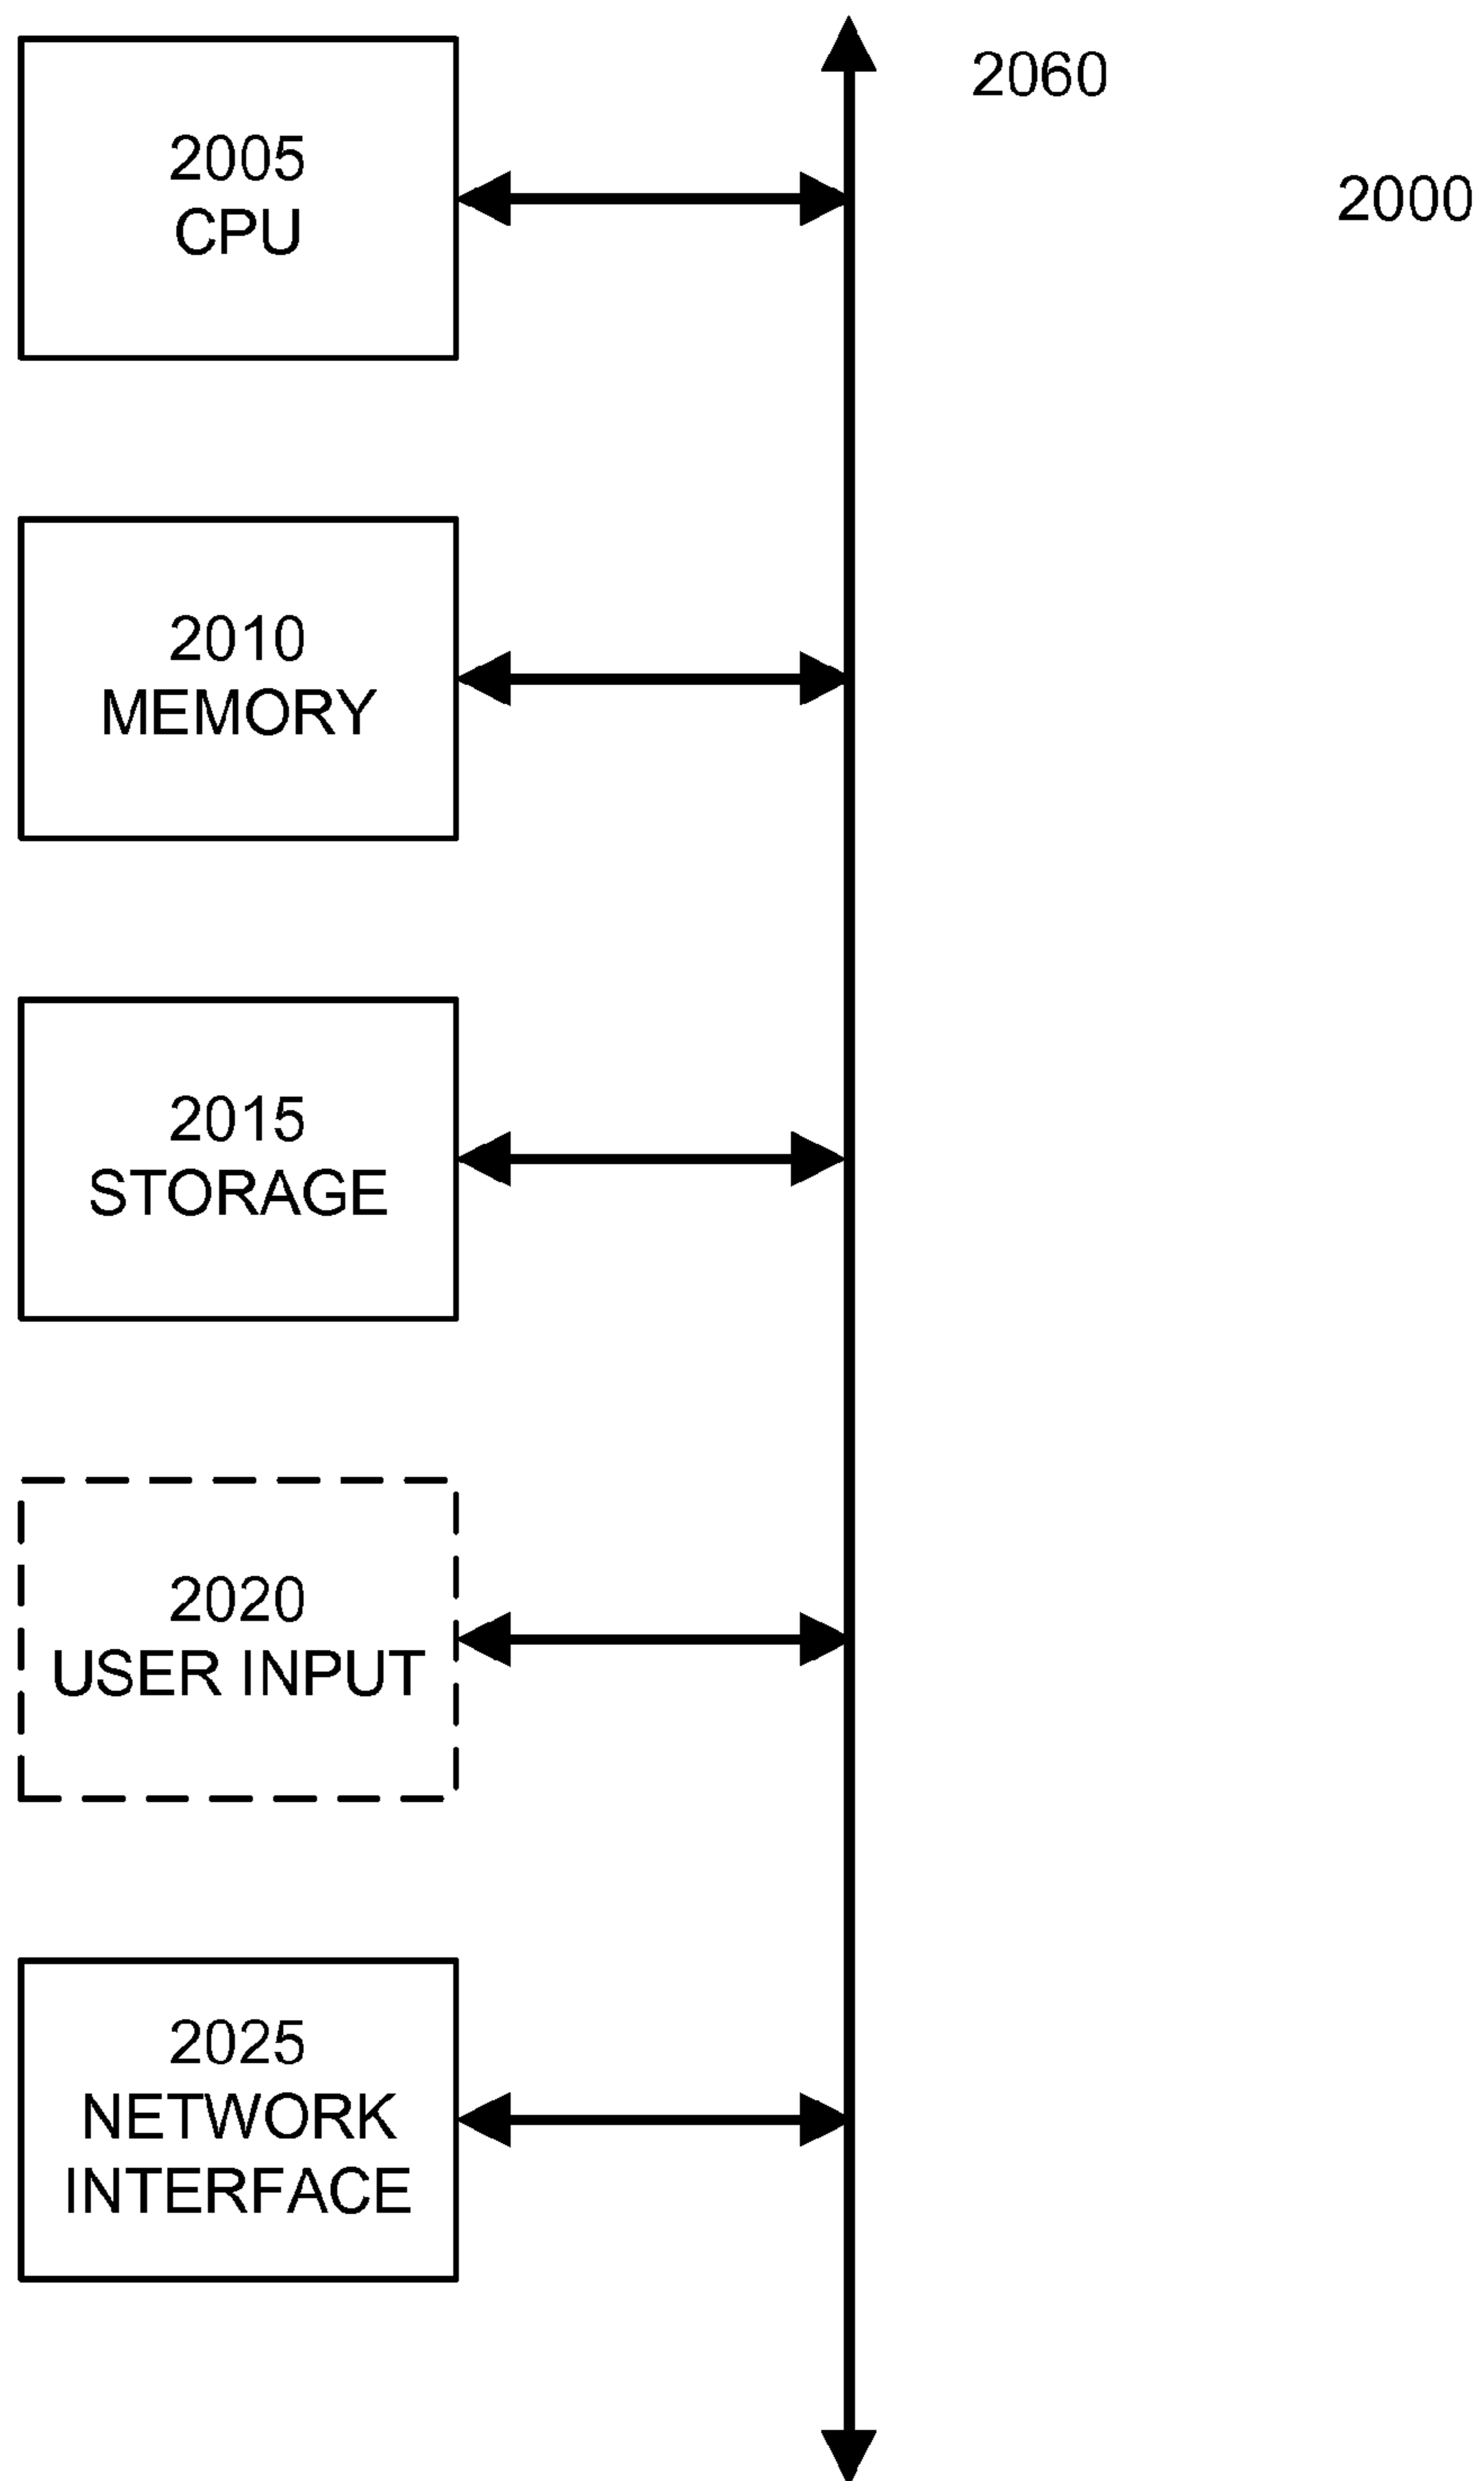 2060
2000
2005
CPU
2010
MEMORY
2015
STORAGE
2020
USER INPUT
2025
NETWORK
INTERFACE